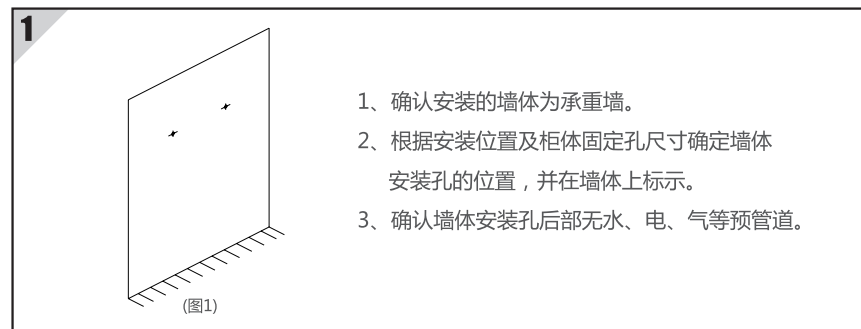 1
1、确认安装的墙体为承重墙。
2、根据安装位置及柜体固定孔尺寸确定墙体
安装孔的位置，并在墙体上标示。
3、确认墙体安装孔后部无水、电、气等预管道。
(图1)